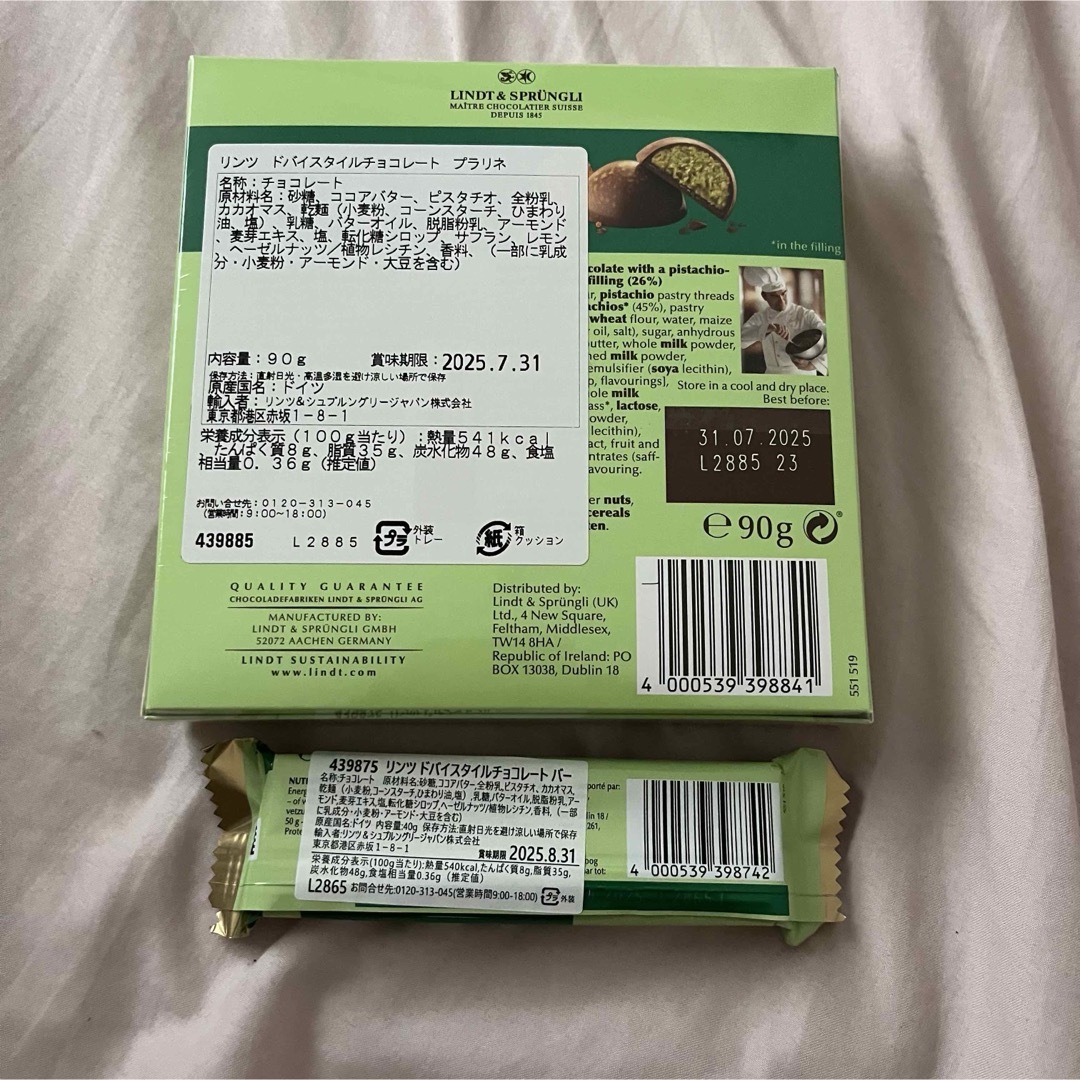 LINDT & SPRÜNGLI
MAÎTRE CHOCOLATIER SUISSE
DEPUIS 1845
リンツ　ドバイスタイルチョコレート　プラリネ
名称：チョコレート
原材料名：砂糖、ココアバター、ピスタチオ、全粉乳、
カカオマス、乾麺（小麦粉、コーンスターチ、ひまわり
油、塩）、乳糖、バターオイル、脱脂粉乳、アーモンド
、麦芽エキス、塩、転化糖シロップ　サフラン、レモン
、ヘーゼルナッツ／植物レシチン、香料、（一部に乳成
分・小麦粉・アーモンド・大豆を含む）
内容量：９０ｇ　賞味期限：2025.7.31
保存方法：直射日光・高温多湿を避け涼しい場所で保存
原産国名：ドイツ
輸入者：リンツ＆シュプルングリージャパン株式会社
東京都港区赤坂１－８－１
栄養成分表示（１００ｇ当たり）：熱量５４１ｋｃａｌ
、たんぱく質８ｇ、脂質３５ｇ、炭水化物４８ｇ、食塩
相当量０．３６ｇ（推定値）
お問い合せ先：０１２０－３１３－０４５
（営業時間：９：００～１８：００）
439885　L2885　プラ　外装
トレー　紙　箱
クッション
*in the filling
colate with a pistachio-
filling (26%)
r, pistachio pastry threads
achios* (45%), pastry
wheat flour, water, maize
oil, salt), sugar, anhydrous
utter, whole milk powder,
ned milk powder,
emulsifier (soya lecithin),
p, flavourings),
ole milk
ass*, lactose,
owder,
lecithin),
act, fruit and
ntrates (saff-
avouring.
er nuts,
cereals
en.
Store in a cool and dry place.
Best before:
31.07.2025
L2885 23
℮ 90g
QUALITY GUARANTEE
CHOCOLADEFABRIKEN LINDT & SPRÜNGLI AG
MANUFACTURED BY:
LINDT & SPRÜNGLI GMBH
52072 AACHEN GERMANY
LINDT SUSTAINABILITY
www.lindt.com
Distributed by:
Lindt & Sprüngli (UK)
Ltd., 4 New Square,
Feltham, Middlesex,
TW14 8HA /
Republic of Ireland: PO
BOX 13038, Dublin 18
4 000539 398841
551 519
439875 リンツ ドバイスタイルチョコレート バー
名称:チョコレート　原材料名:砂糖,ココアバター,全粉乳,ピスタチオ,カカオマス,
乾麺（小麦粉,コーンスターチ,ひまわり油,塩）,乳糖,バターオイル,脱脂粉乳,アー
モンド,麦芽エキス,塩,転化糖シロップ,ヘーゼルナッツ/植物レシチン,香料,（一部
に乳成分・小麦粉・アーモンド・大豆を含む）
原産国名:ドイツ 内容量:40g 保存方法:直射日光を避け涼しい場所で保存
輸入者:リンツ&シュプルングリージャパン株式会社
東京都港区赤坂1－8－1　賞味期限 2025.8.31
栄養成分表示(100g当たり):熱量540kcal,たんぱく質8g,脂質35g,
炭水化物48g,食塩相当量0.36g（推定値）
L2865 お問合せ先:0120-313-045(営業時間9:00-18:00) プラ 外装
NUT
Energ
– of v
vetzu
50 g
Prote
porté par:
in 18 /
261,
pog
ar tot:
4 000539 398742